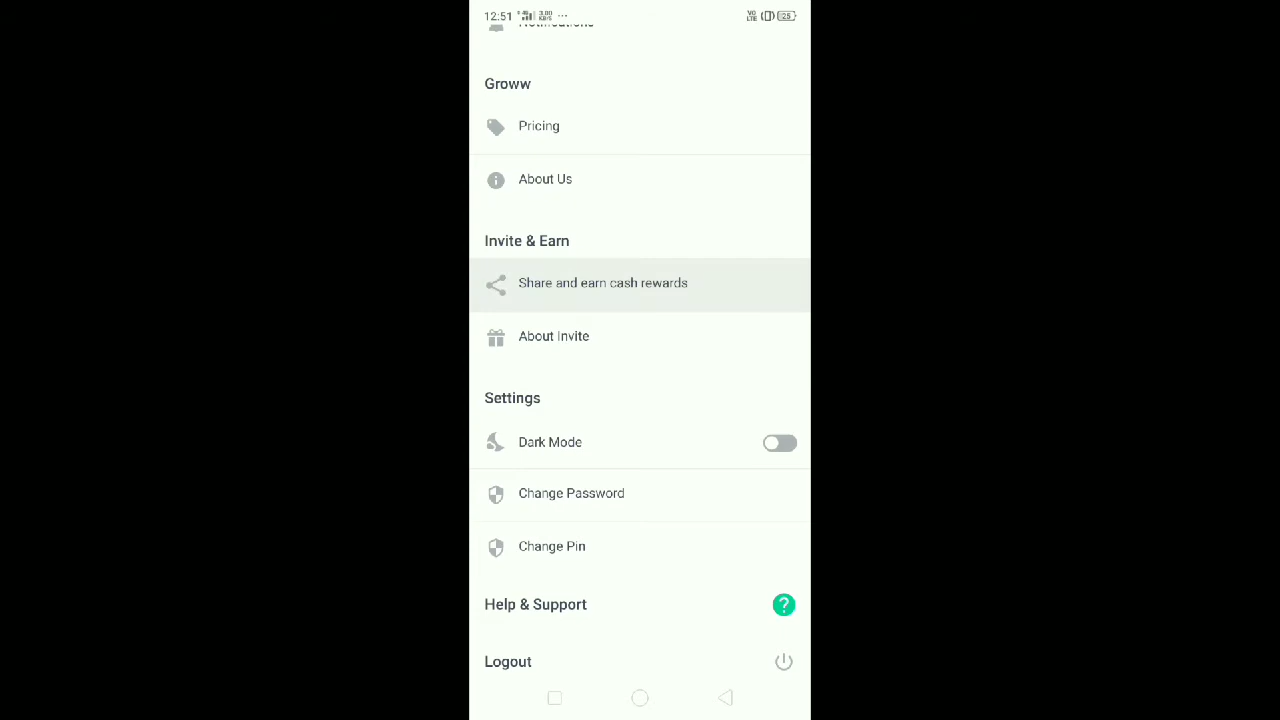 12:51
Notifications
Groww
Pricing
About Us
Invite & Earn
Share and earn cash rewards
About Invite
Settings
Dark Mode
Change Password
Change Pin
Help & Support
Logout